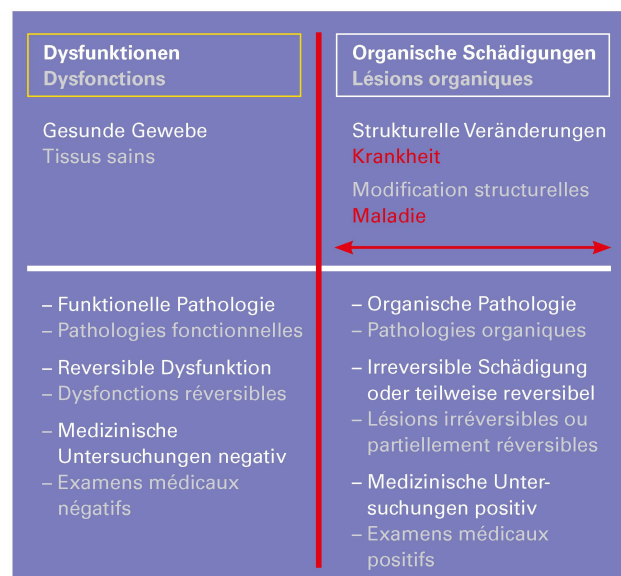 Dysfunktionen
Dysfonctions
Gesunde Gewebe
Tissus sains
– Funktionelle Pathologie
– Pathologies fonctionnelles
– Reversible Dysfunktion
– Dysfonctions réversibles
– Medizinische
Untersuchungen negativ
– Examens médicaux
négatifs
Organische Schädigungen
Lésions organiques
Strukturelle Veränderungen
Krankheit
Modification structurelles
Maladie
– Organische Pathologie
– Pathologies organiques
– Irreversible Schädigung
oder teilweise reversibel
– Lésions irréversibles ou
partiellement réversibles
– Medizinische Unter-
suchungen positiv
– Examens médicaux
positifs